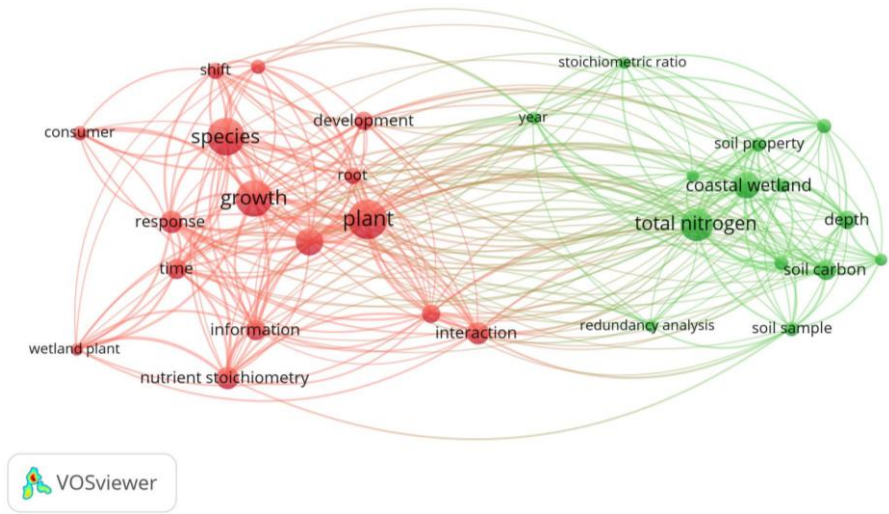 shift
stoichiometric ratio
consumer
species
development
year
soil property
root
coastal wetland
growth
plant
response
total nitrogen
depth
time
soil carbon
information
interaction
redundancy analysis
soil sample
wetland plant
nutrient stoichiometry
VOSviewer